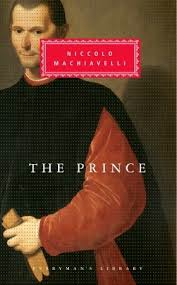 NICCOLO
MACHIAVELLI
THE PRINCE
EVERYMAN'S LIBRARY